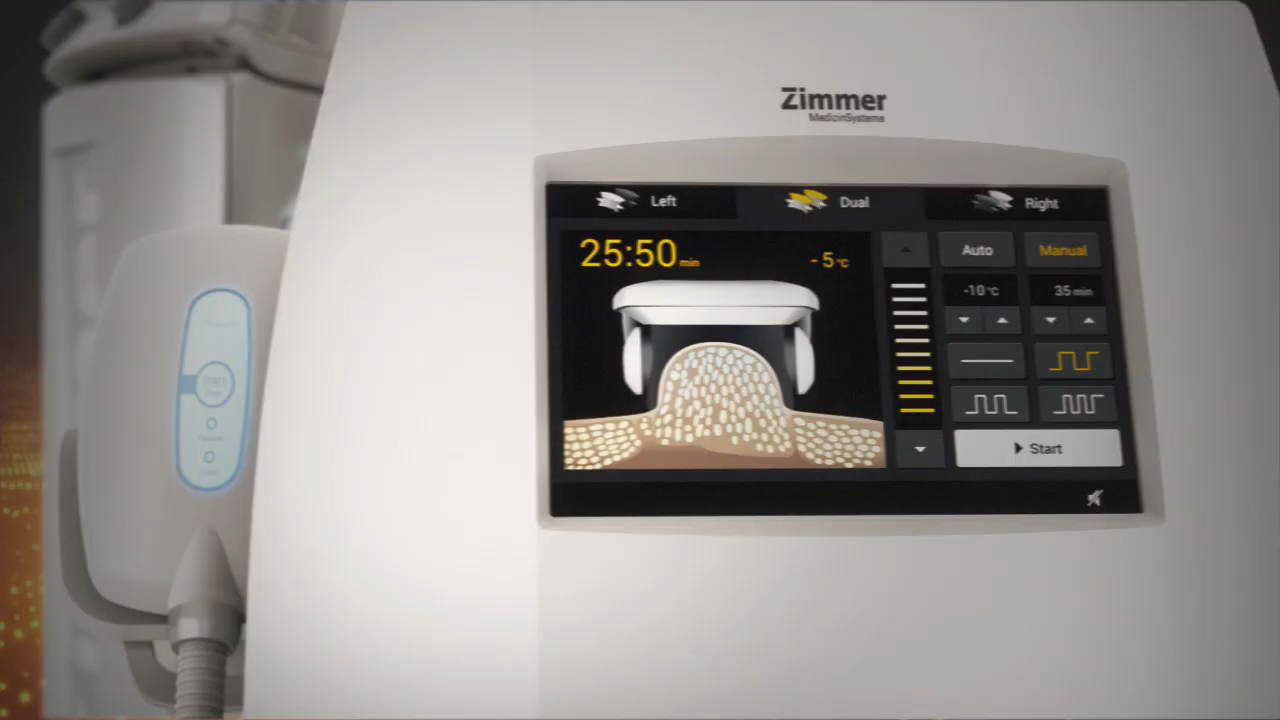 Zimmer
MedizinSysteme
Left
Dual
Right
25:50 min
-5 °C
Auto
Manual
-10 °C
35 min
Start